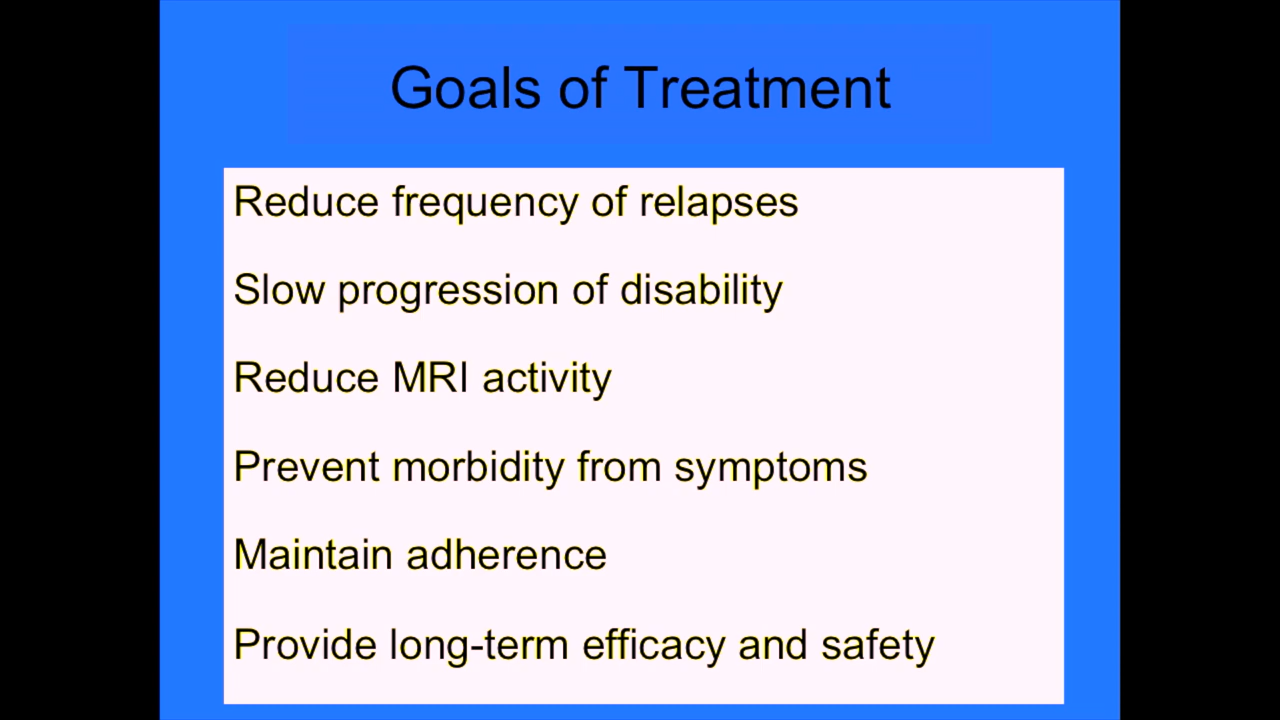 Goals of Treatment
Reduce frequency of relapses
Slow progression of disability
Reduce MRI activity
Prevent morbidity from symptoms
Maintain adherence
Provide long-term efficacy and safety